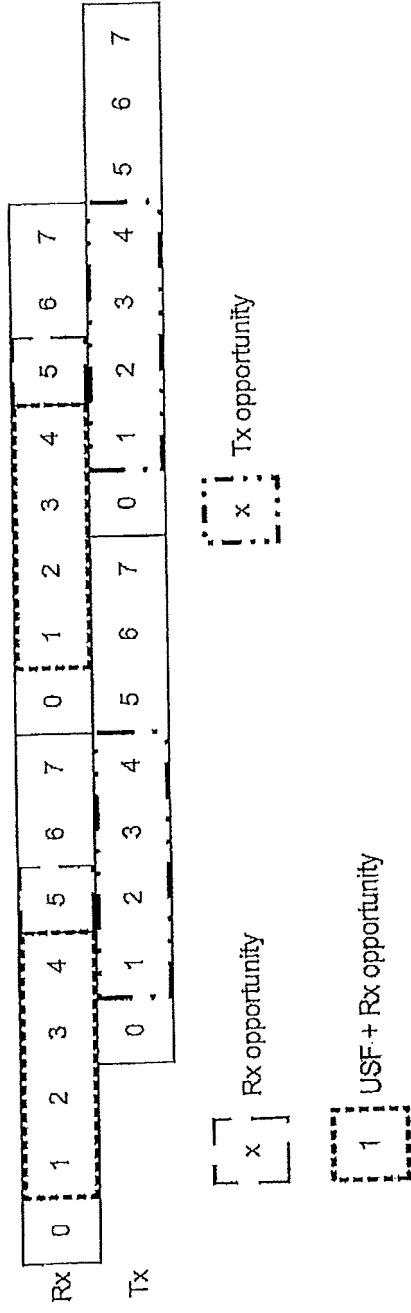 Rx 0 1 2 3 4 5 6 7 0 1 2 3 4 5 6 7
Tx 0 1 2 3 4 5 6 7 0 1 2 3 4 5 6 7
x Rx opportunity
x Tx opportunity
1 USF + Rx opportunity